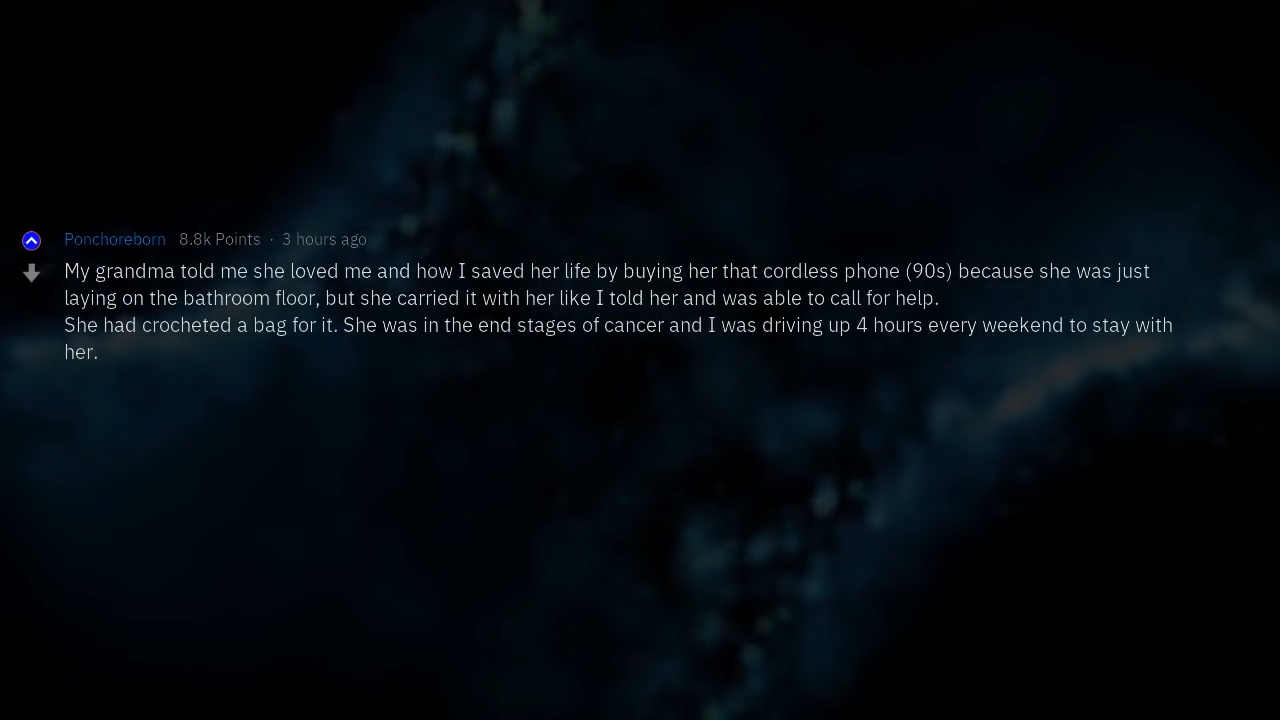 Ponchoreborn 8.8k Points · 3 hours ago
My grandma told me she loved me and how I saved her life by buying her that cordless phone (90s) because she was just
laying on the bathroom floor, but she carried it with her like I told her and was able to call for help.
She had crocheted a bag for it. She was in the end stages of cancer and I was driving up 4 hours every weekend to stay with
her.